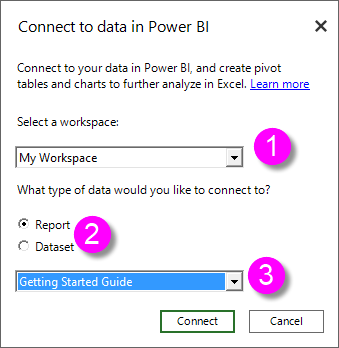 Connect to data in Power BI
Connect to your data in Power BI, and create pivot
tables and charts to further analyze in Excel. Learn more
Select a workspace:
1
My Workspace
What type of data would you like to connect to?
Report
2
Dataset
3
Getting Started Guide
Connect Cancel